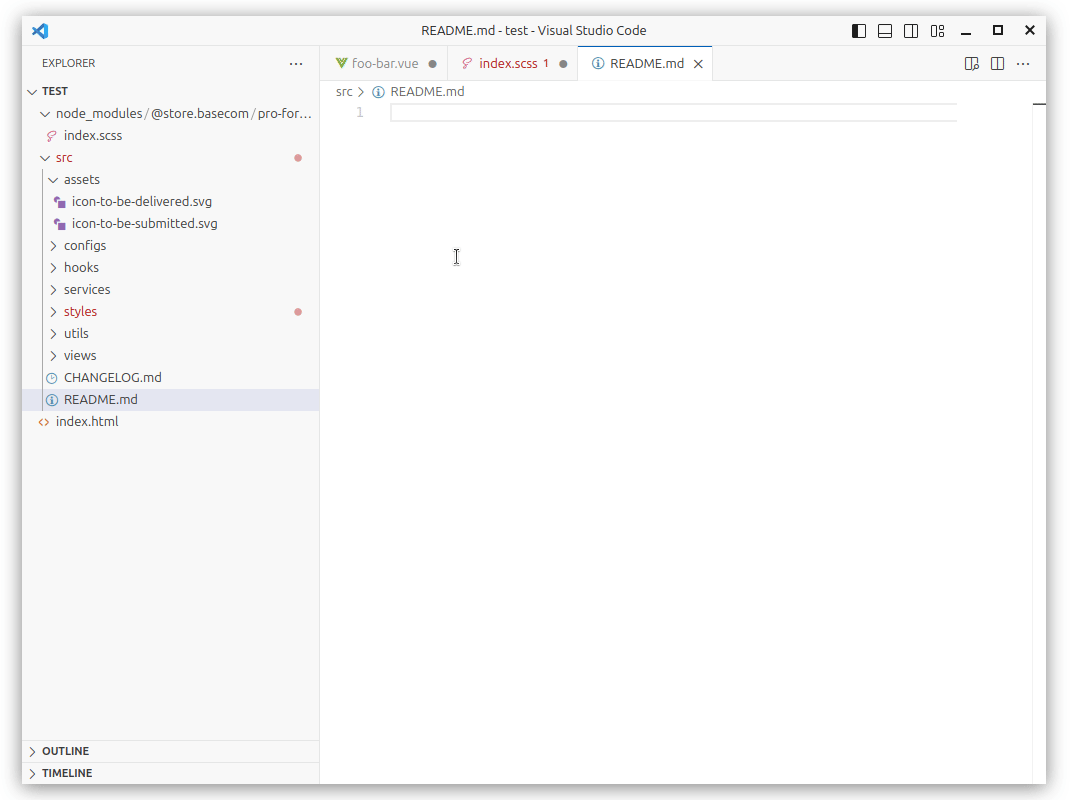 README.md - test - Visual Studio Code
EXPLORER
foo-bar.vue
index.scss 1
README.md
TEST
src
README.md
node_modules/@store.basecom/pro-for...
1
index.scss
src
assets
icon-to-be-delivered.svg
icon-to-be-submitted.svg
configs
hooks
services
styles
utils
views
CHANGELOG.md
README.md
index.html
OUTLINE
TIMELINE